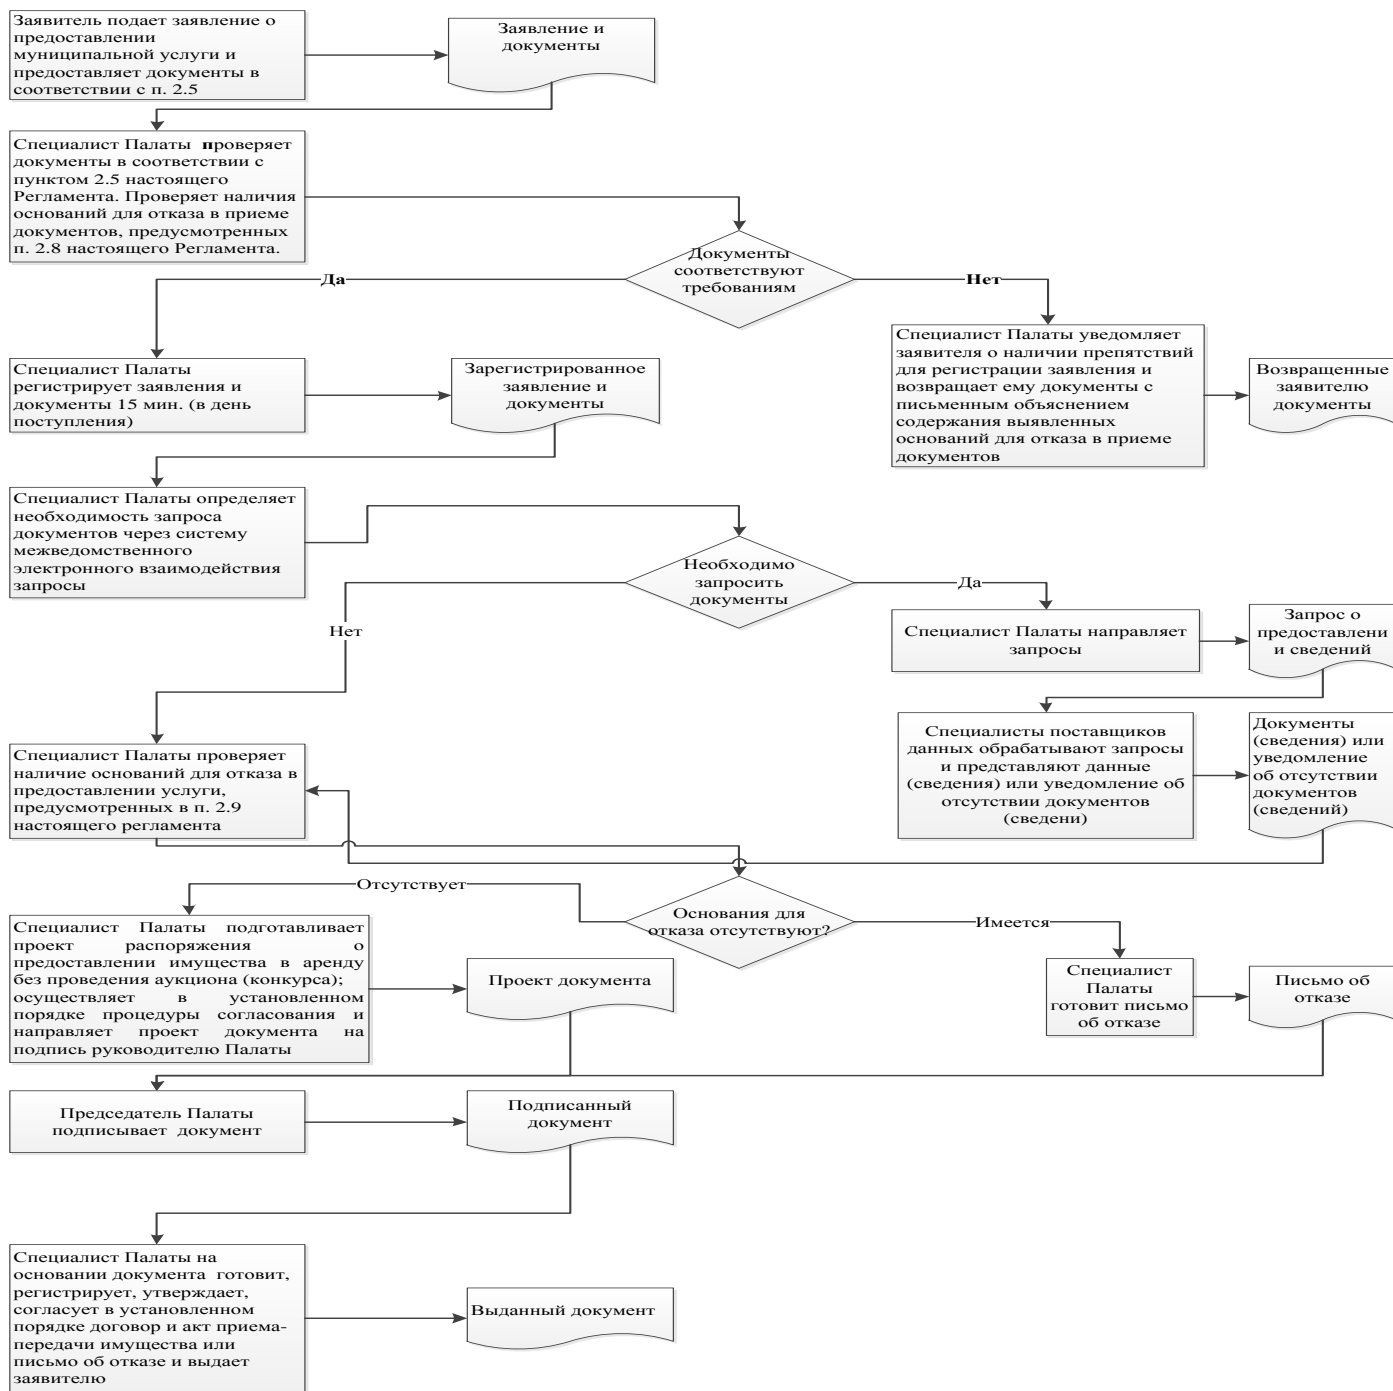 Заявитель подает заявление о
предоставлении
муниципальной услуги и
предоставляет документы в
соответствии с п. 2.5
Заявление и
документы
Специалист Палаты проверяет
документы в соответствии с
пунктом 2.5 настоящего
Регламента. Проверяет наличия
оснований для отказа в приеме
документов, предусмотренных
п. 2.8 настоящего Регламента.
Документы
соответствуют
требованиям
Да
Нет
Специалист Палаты
регистрирует заявления и
документы 15 мин. (в день
поступления)
Зарегистрированное
заявление и
документы
Специалист Палаты уведомляет
заявителя о наличии препятствий
для регистрации заявления и
возвращает ему документы с
письменным объяснением
содержания выявленных
оснований для отказа в приеме
документов
Возвращенные
заявителю
документы
Специалист Палаты определяет
необходимость запроса
документов через систему
межведомственного
электронного взаимодействия
запросы
Необходимо
запросить
документы
Да
Нет
Специалист Палаты направляет
запросы
Запрос о
предоставлени
и сведений
Специалисты поставщиков
данных обрабатывают запросы
и представляют данные
(сведения) или уведомление об
отсутствии документов
(сведени)
Документы
(сведения) или
уведомление
об отсутствии
документов
(сведений)
Специалист Палаты проверяет
наличие оснований для отказа в
предоставлении услуги,
предусмотренных в п. 2.9
настоящего регламента
Отсутствует
Основания для
отказа отсутствуют?
Имеется
Специалист Палаты подготавливает
проект распоряжения о
предоставлении имущества в аренду
без проведения аукциона (конкурса);
осуществляет в установленном
порядке процедуры согласования и
направляет проект документа на
подпись руководителю Палаты
Проект документа
Специалист
Палаты
готовит письмо
об отказе
Письмо об
отказе
Председатель Палаты
подписывает документ
Подписанный
документ
Специалист Палаты на
основании документа готовит,
регистрирует, утверждает,
согласует в установленном
порядке договор и акт приема-
передачи имущества или
письмо об отказе и выдает
заявителю
Выданный документ